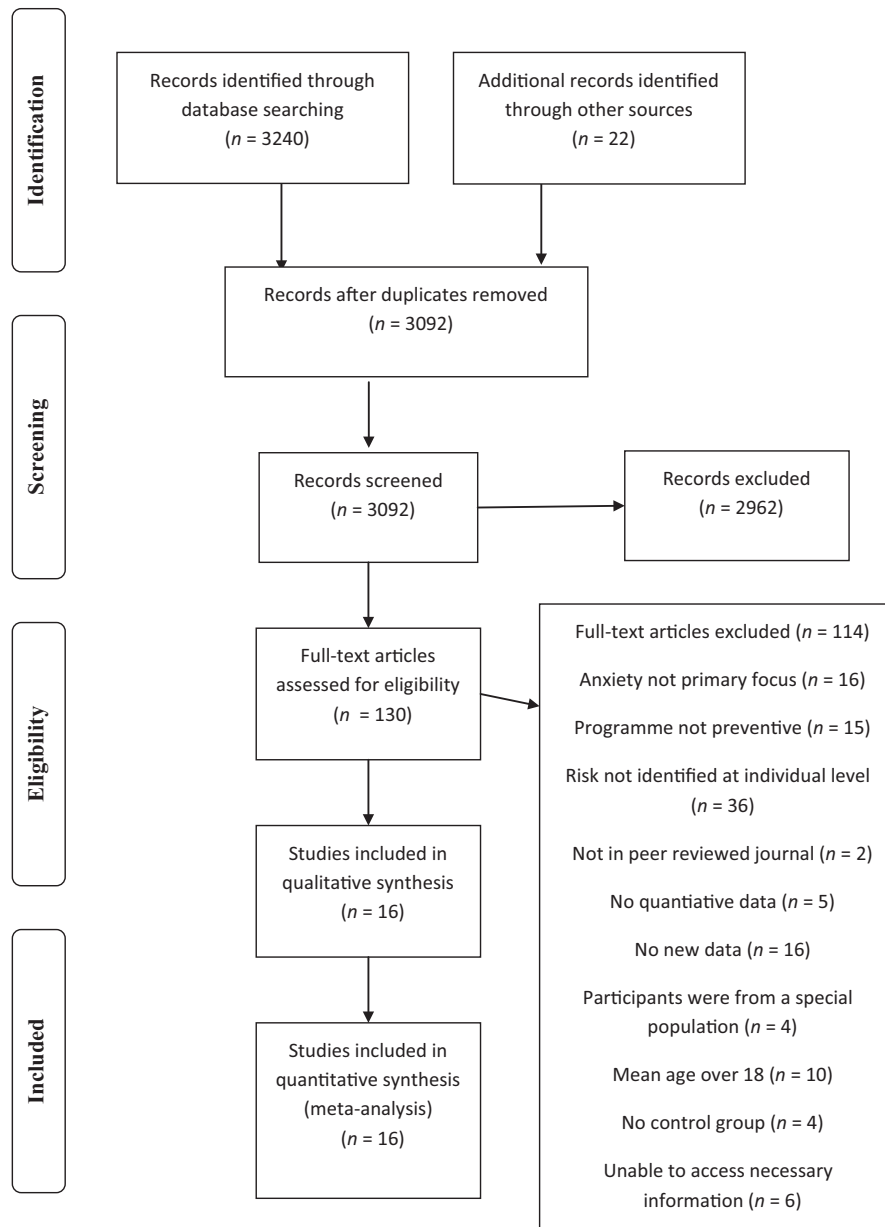 Identification
Records identified through
database searching
(n = 3240)
Additional records identified
through other sources
(n = 22)
Records after duplicates removed
(n = 3092)
Screening
Records screened
(n = 3092)
Records excluded
(n = 2962)
Eligibility
Full-text articles
assessed for eligibility
(n = 130)
Full-text articles excluded (n = 114)
Anxiety not primary focus (n = 16)
Programme not preventive (n = 15)
Risk not identified at individual level
(n = 36)
Not in peer reviewed journal (n = 2)
No quantiative data (n = 5)
No new data (n = 16)
Participants were from a special
population (n = 4)
Mean age over 18 (n = 10)
No control group (n = 4)
Unable to access necessary
information (n = 6)
Studies included in
qualitative synthesis
(n = 16)
Included
Studies included in
quantitative synthesis
(meta-analysis)
(n = 16)